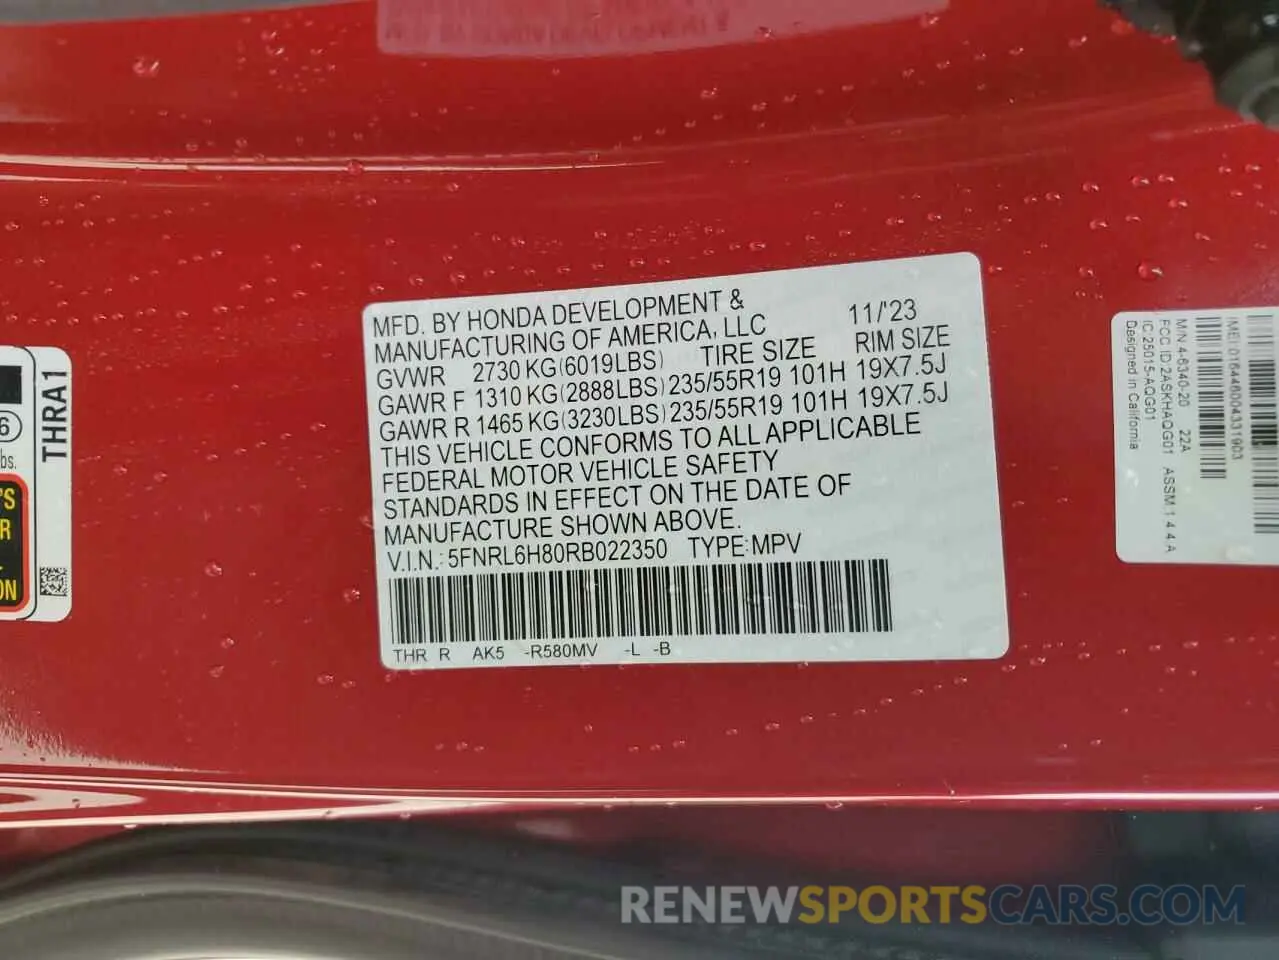 MFD. BY HONDA DEVELOPMENT &
MANUFACTURING OF AMERICA, LLC 11/'23
GVWR 2730 KG(6019LBS) TIRE SIZE RIM SIZE
GAWR F 1310 KG(2888LBS) 235/55R19 101H 19X7.5J
GAWR R 1465 KG(3230LBS) 235/55R19 101H 19X7.5J
THIS VEHICLE CONFORMS TO ALL APPLICABLE
FEDERAL MOTOR VEHICLE SAFETY
STANDARDS IN EFFECT ON THE DATE OF
MANUFACTURE SHOWN ABOVE.
V.I.N.: 5FNRL6H80RB022350 TYPE: MPV
THR R AK5 -R580MV -L -B
THRA1
bs.
'S
R
ON
IMEI 016448004331903
M/N 4-6340-20 22A
FCC ID 2ASKHAQG01 ASSM 1 4 4 A
IC 25015-AQG01
Designed in California
RENEWSPORTSCARS.COM